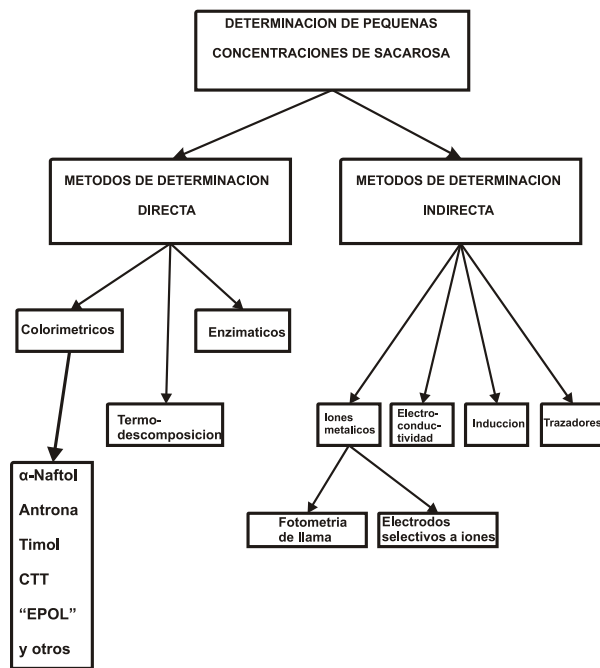 DETERMINACION DE PEQUENAS
CONCENTRACIONES DE SACAROSA
METODOS DE DETERMINACION
DIRECTA
METODOS DE DETERMINACION
INDIRECTA
Colorimetricos
Enzimaticos
Termo-
descomposicion
Iones
metalicos
Electro-
conduc-
tividad
Induccion
Trazadores
α-Naftol
Antrona
Timol
CTT
“EPOL”
y otros
Fotometria
de llama
Electrodos
selectivos a iones